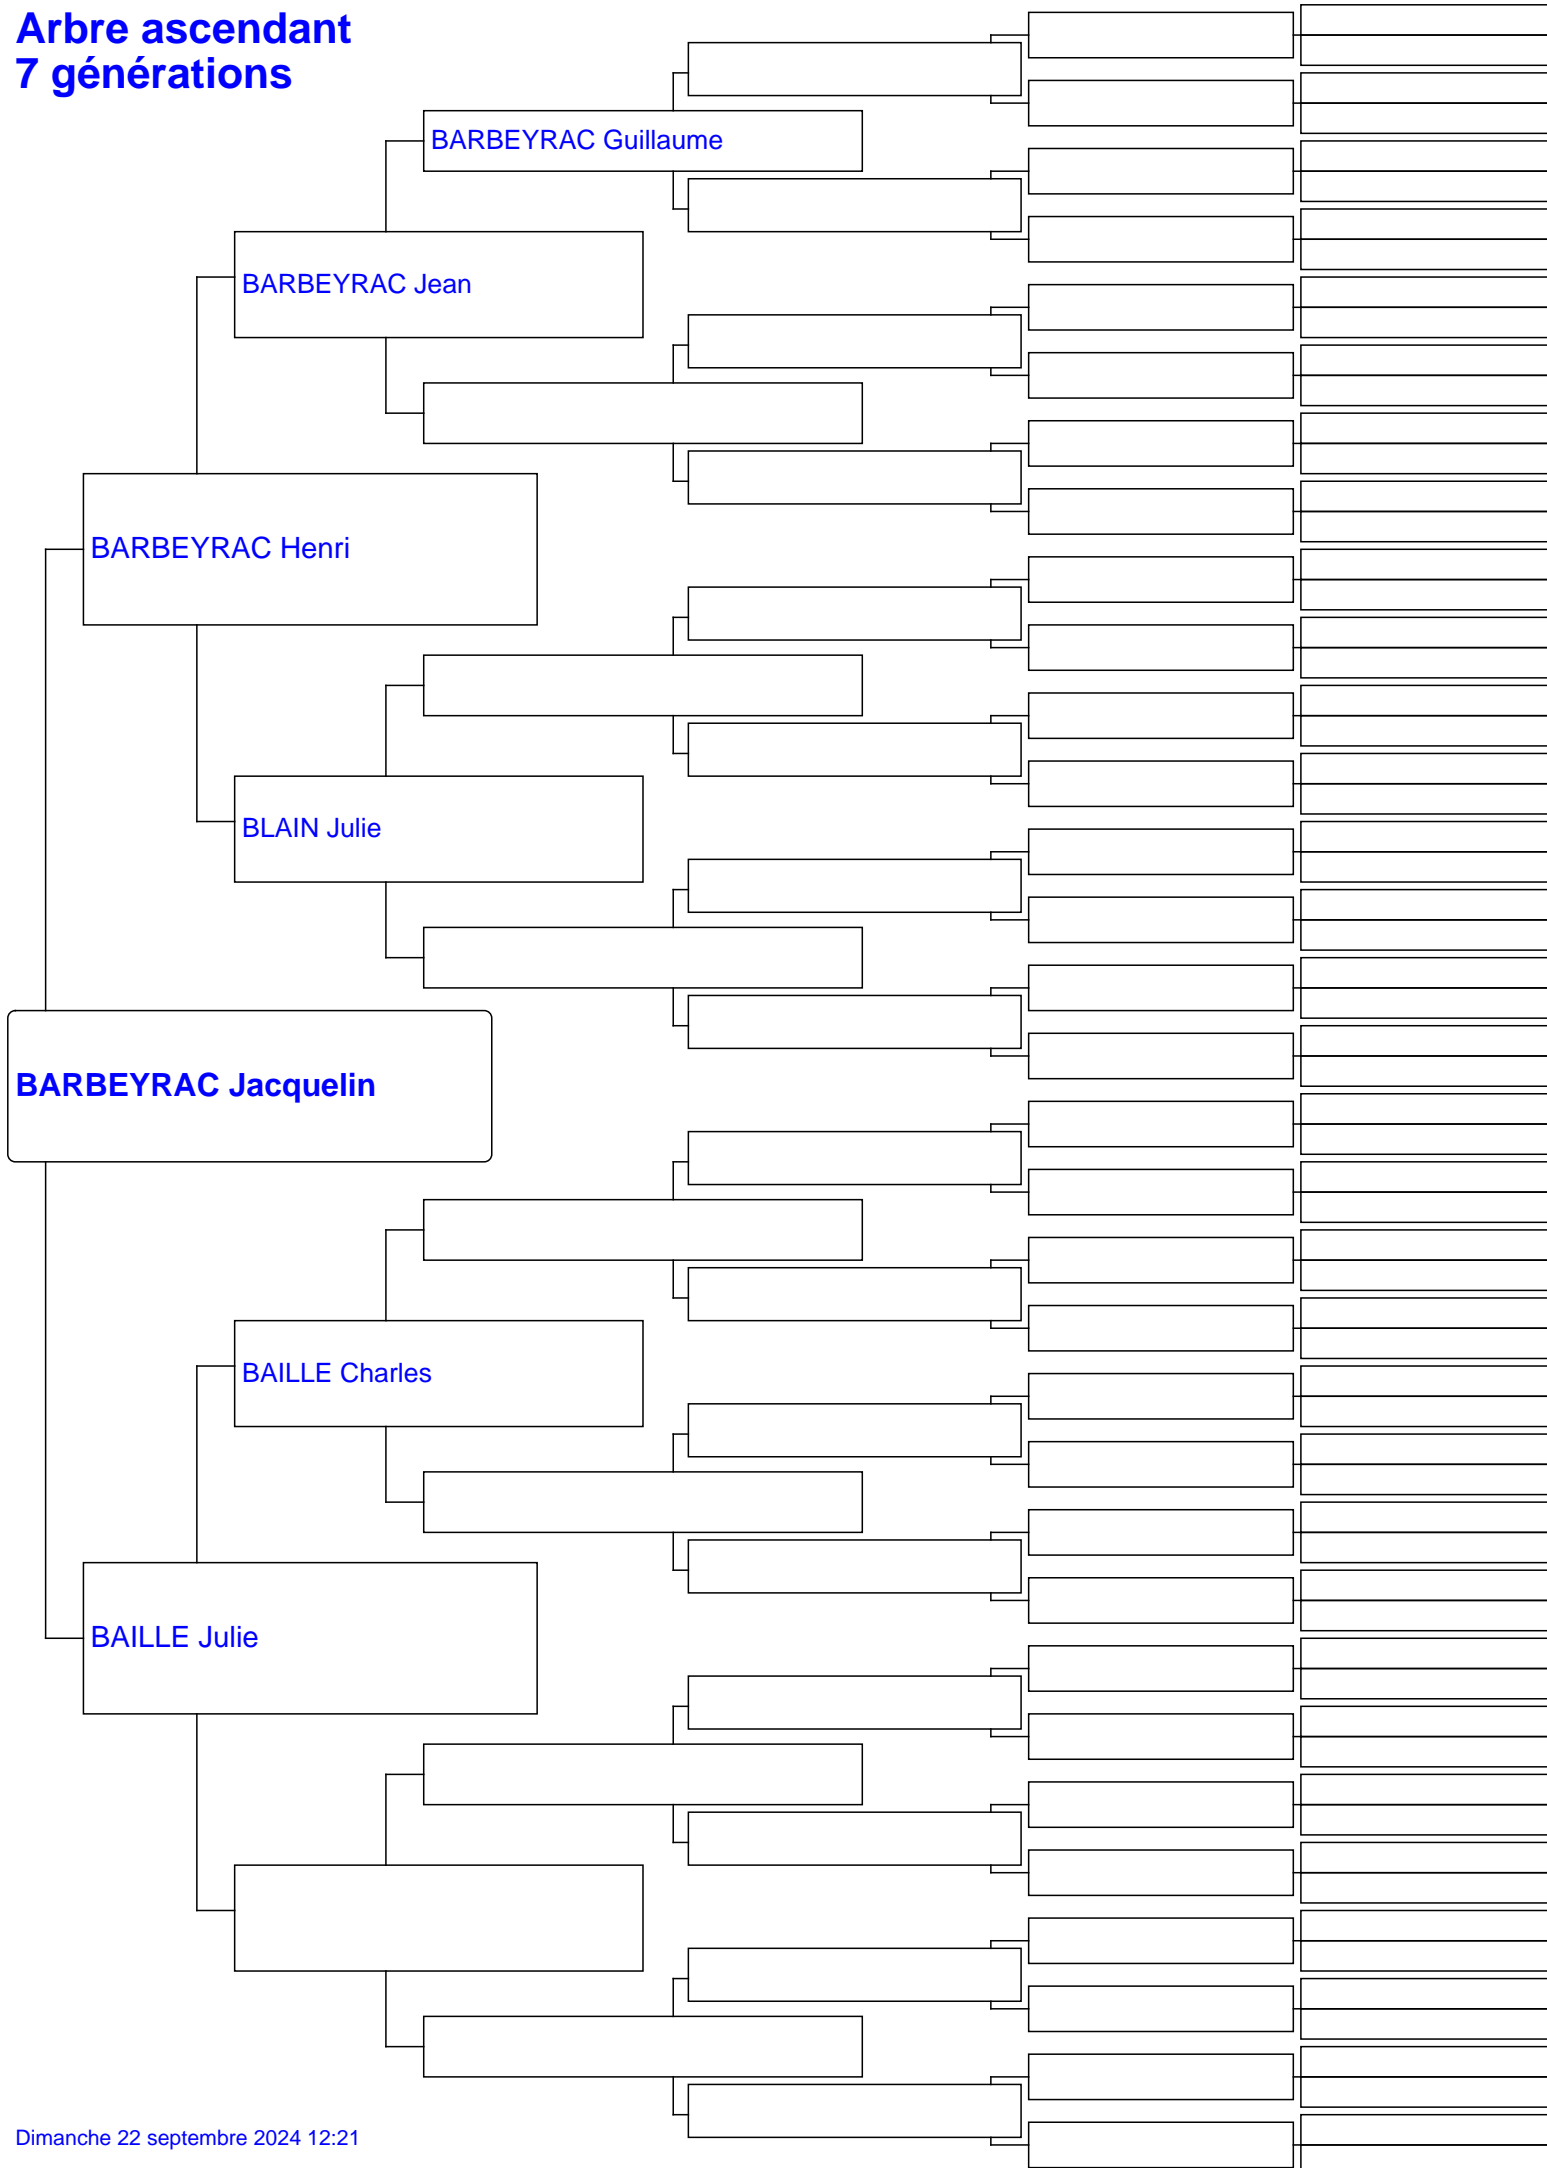 Arbre ascendant
7 générations
BARBEYRAC Guillaume
BARBEYRAC Jean
BARBEYRAC Henri
BLAIN Julie
BARBEYRAC Jacquelin
BAILLE Charles
BAILLE Julie
Dimanche 22 septembre 2024 12:21